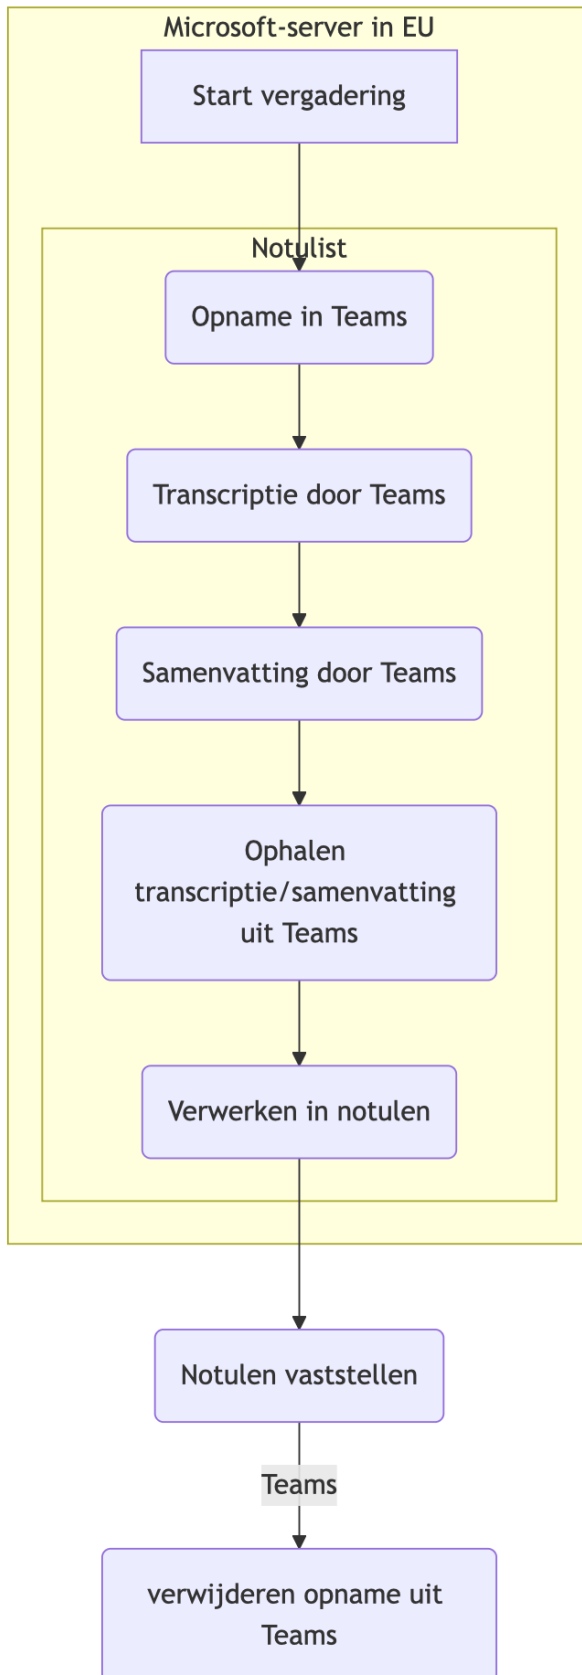 Microsoft-server in EU
Start vergadering
Notulist
Opname in Teams
Transcriptie door Teams
Samenvatting door Teams
Ophalen
transcriptie/samenvatting
uit Teams
Verwerken in notulen
Notulen vaststellen
Teams
verwijderen opname uit
Teams